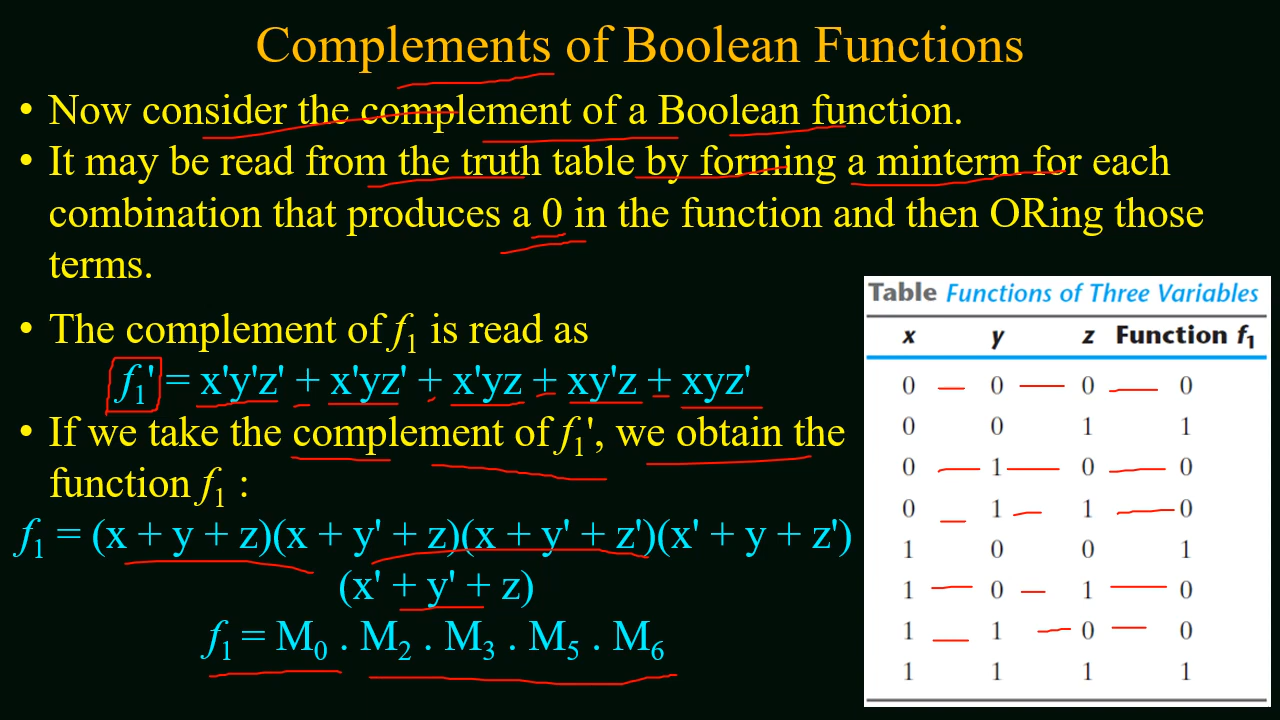 Complements of Boolean Functions
• Now consider the complement of a Boolean function.
• It may be read from the truth table by forming a minterm for each
combination that produces a 0 in the function and then ORing those
terms.
• The complement of f₁ is read as
f₁' = x'y'z' + x'yz' + x'yz + xy'z + xyz'
• If we take the complement of f₁', we obtain the
function f₁ :
f₁ = (x + y + z)(x + y' + z)(x + y' + z')(x' + y + z')
(x' + y' + z)
f₁ = M₀ . M₂ . M₃ . M₅ . M₆
Table Functions of Three Variables
x y z Function f₁
0 0 0 0
0 0 1 1
0 1 0 0
0 1 1 0
1 0 0 1
1 0 1 0
1 1 0 0
1 1 1 1